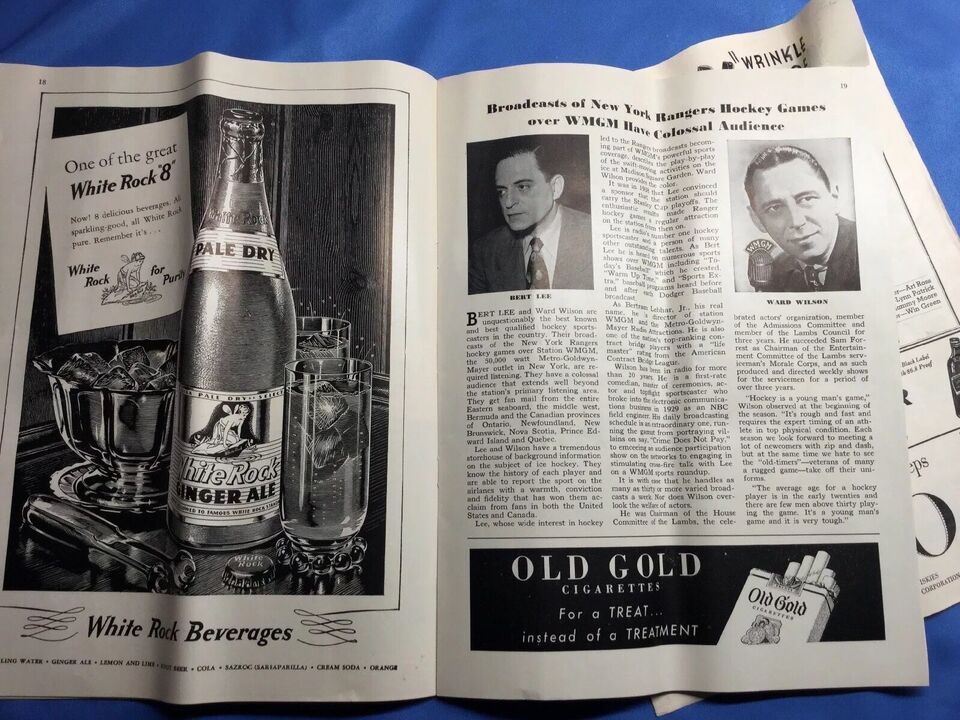 18
One of the great
White Rock "8"
Now! 8 delicious beverages. All
sparkling-good, all White Rock
pure. Remember it's . . .
White Rock for Purity
White Rock
PALE DRY
PALE DRY
White Rock
GINGER ALE
White Rock
White Rock Beverages
LING WATER • GINGER ALE • LEMON AND LIME • ROOT BEER • COLA • SAZROC (SARSAPARILLA) • CREAM SODA • ORANGE
19
Broadcasts of New York Rangers Hockey Games
over WMGM Have Colossal Audience
BERT LEE
BERT LEE and Ward Wilson are
unquestionably the best known
and best qualified hockey sports-
casters in the country. Their broad-
casts of the New York Rangers
hockey games over Station WMGM,
the 50,000 watt Metro-Goldwyn-
Mayer outlet in New York, are re-
quired listening. They have a colossal
audience that extends well beyond
the station's primary listening area.
They get fan mail from the entire
Eastern seaboard, the middle west,
Bermuda and the Canadian provinces
of Ontario, Newfoundland, New
Brunswick, Nova Scotia, Prince Ed-
ward Island and Quebec.
Lee and Wilson have a tremendous
storehouse of background information
on the subject of ice hockey. They
know the history of each player and
are able to report the sport on the
airlanes with a warmth, conviction
and fidelity that has won them ac-
claim from fans in both the United
States and Canada.
Lee, whose wide interest in hockey
led to the Rangers broadcasts becom-
ing part of WMGM's powerful sports
coverage, describes the play-by-play
of the swift-moving activities on the
ice at Madison Square Garden. Ward
Wilson provides the color.
It was in 1938 that Lee convinced
a sponsor that the station should
carry the Stanley Cup playoffs. The
enthusiastic results made Ranger
hockey games a regular attraction
on the station from then on.
Lee is radio's number one hockey
sportscaster and a person of many
other outstanding talents. As Bert
Lee he is heard on numerous sports
shows over WMGM including "To-
day's Baseball" which he created,
"Warm Up Time," and "Sports Ex-
tra," baseball programs heard before
and after each Dodger Baseball
broadcast.
As Bertram Lebhar, Jr., his real
name, he is director of station
WMGM and the Metro-Goldwyn-
Mayer Radio Attractions. He is also
one of the nation's top-ranking con-
tract bridge players with a "life
master" rating from the American
Contract Bridge League.
Wilson has been in radio for more
than 20 years. He is a first-rate
comedian, master of ceremonies, ac-
tor and topflight sportscaster who
broke into the electronic communica-
tions business in 1929 as an NBC
field engineer. His daily broadcasting
schedule is an extraordinary one, run-
ning the gamut from portraying vil-
lains on say, "Crime Does Not Pay,"
to emceeing an audience participation
show on the networks to engaging in
stimulating cross-fire talk with Lee
on a WMGM sports roundup.
It is with ease that he handles as
many as thirty or more varied broad-
casts a week. Nor does Wilson over-
look the welfare of actors.
He was Chairman of the House
Committee of the Lambs, the cele-
WMGM
WARD WILSON
brated actors' organization, member
of the Admissions Committee and
member of the Lambs Council for
three years. He succeeded Sam For-
rest as Chairman of the Entertain-
ment Committee of the Lambs serv-
iceman's Morale Corps, and as such
produced and directed weekly shows
for the servicemen for a period of
over three years.
"Hockey is a young man's game,"
Wilson observed at the beginning of
the season. "It's rough and fast and
requires the expert timing of an ath-
lete in top physical condition. Each
season we look forward to meeting a
lot of newcomers with zip and dash,
but at the same time we hate to see
the "old-timers"—veterans of many
a rugged game—take off their uni-
forms.
"The average age for a hockey
player is in the early twenties and
there are few men above thirty play-
ing the game. It's a young man's
game and it is very tough."
OLD GOLD
CIGARETTES
For a TREAT...
instead of a TREATMENT
Old Gold
CIGARETTES
WRINKLE
—Art Ross
Lynn Patrick
ummy Moore
—Win Green
Black Label
86.8 Proof
R
eps
O
ISKIES
CORPORATION